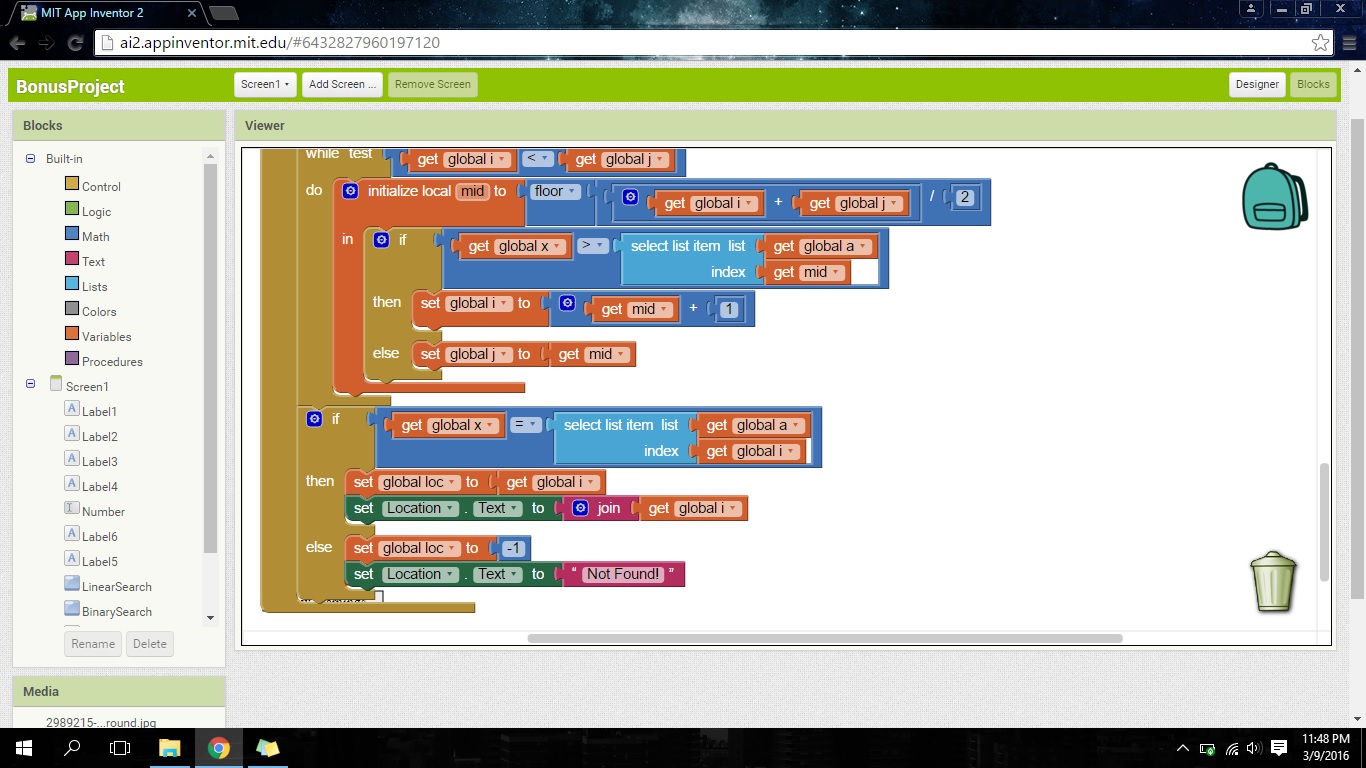 MIT App Inventor 2
ai2.appinventor.mit.edu/#6432827960197120
BonusProject Screen1 Add Screen ... Remove Screen Designer Blocks
Blocks
Built-in
Control
Logic
Math
Text
Lists
Colors
Variables
Procedures
Screen1
Label1
Label2
Label3
Label4
Number
Label6
Label5
LinearSearch
BinarySearch
Rename Delete
Media
2989215-...round.jpg
Viewer
while test get global i < get global j
do initialize local mid to floor get global i + get global j / 2
in if get global x > select list item list get global a
index get mid
then set global i to get mid + 1
else set global j to get mid
if get global x = select list item list get global a
index get global i
then set global loc to get global i
set Location . Text to join get global i
else set global loc to -1
set Location . Text to “ Not Found! ”
11:48 PM
3/9/2016